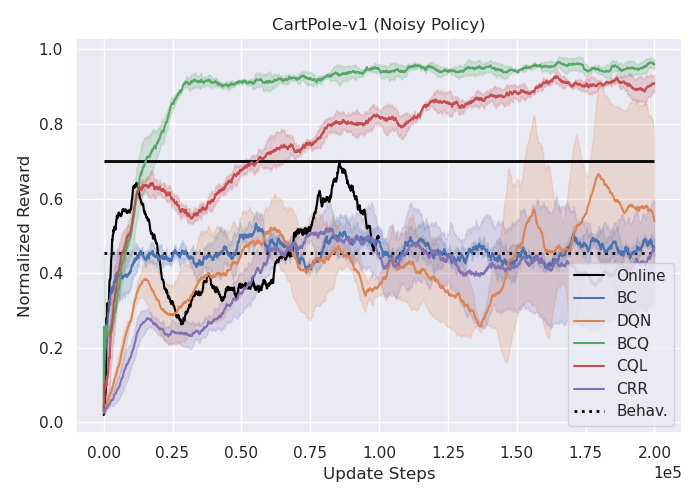 CartPole-v1 (Noisy Policy)
Normalized Reward
1.0
0.8
0.6
0.4
0.2
0.0
Online
BC
DQN
BCQ
CQL
CRR
Behav.
0.00 0.25 0.50 0.75 1.00 1.25 1.50 1.75 2.00
1e5
Update Steps